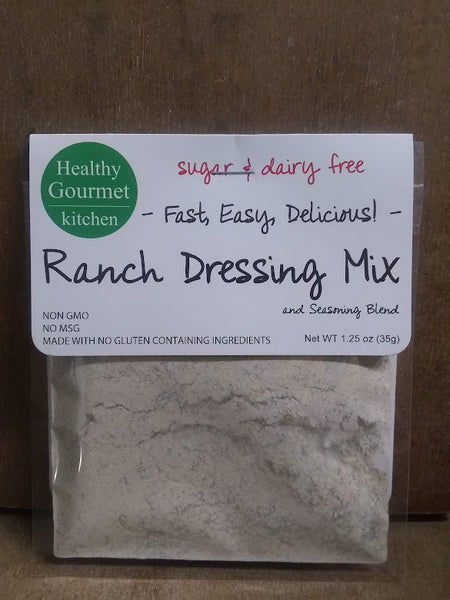 Healthy
Gourmet
kitchen
sugar & dairy free
- Fast, Easy, Delicious! -
Ranch Dressing Mix
and Seasoning Blend
NON GMO
NO MSG
MADE WITH NO GLUTEN CONTAINING INGREDIENTS
Net WT 1.25 oz (35g)